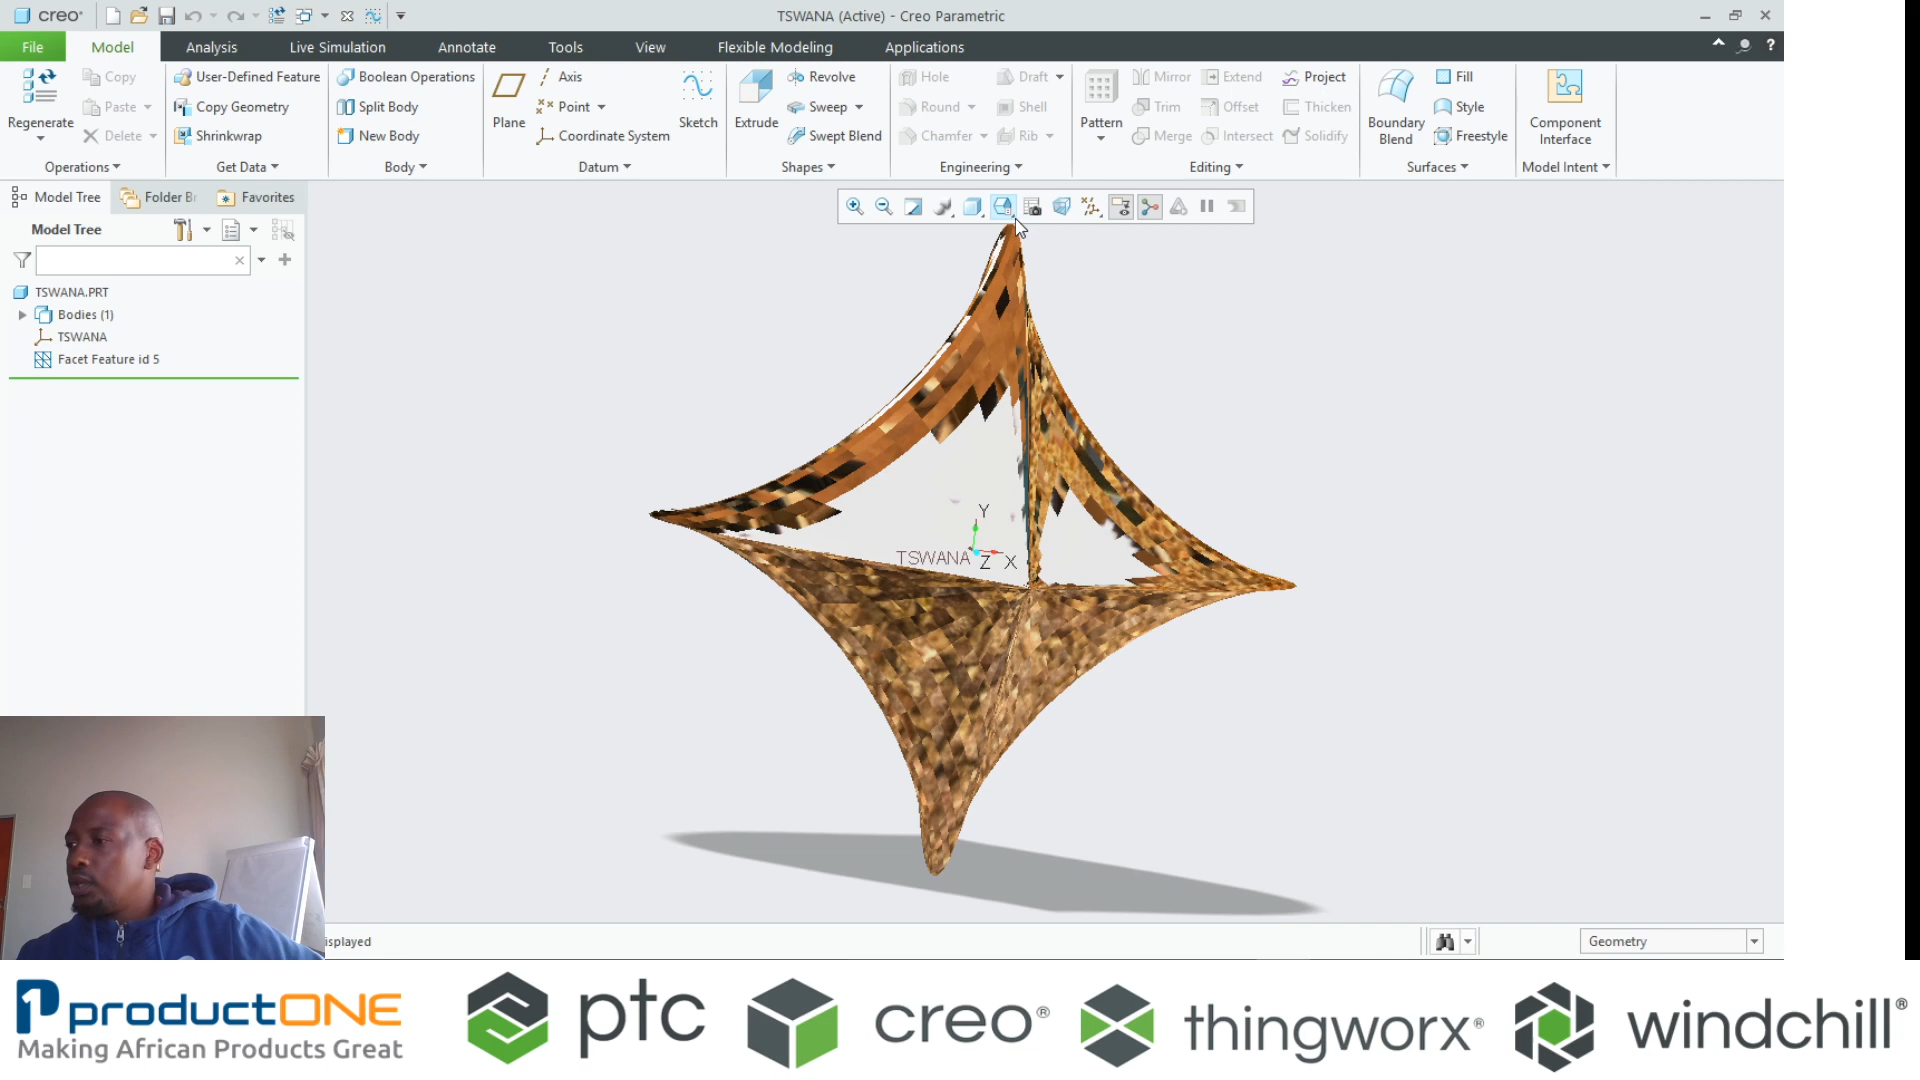 creo®
TSWANA (Active) - Creo Parametric
File
Model
Analysis
Live Simulation
Annotate
Tools
View
Flexible Modeling
Applications
Regenerate
Copy
Paste
Delete
Operations
User-Defined Feature
Copy Geometry
Shrinkwrap
Get Data
Boolean Operations
Split Body
New Body
Body
Plane
Axis
Point
Coordinate System
Sketch
Datum
Extrude
Revolve
Sweep
Swept Blend
Shapes
Hole
Round
Chamfer
Draft
Shell
Rib
Engineering
Pattern
Mirror
Trim
Merge
Extend
Offset
Intersect
Project
Thicken
Solidify
Editing
Boundary
Blend
Fill
Style
Freestyle
Surfaces
Component
Interface
Model Intent
Model Tree
Folder Br
Favorites
Model Tree
TSWANA.PRT
Bodies (1)
TSWANA
Facet Feature id 5
Y
TSWANA
Z
X
isplayed
Geometry
productONE
Making African Products Great
ptc
creo®
thingworx®
windchill®